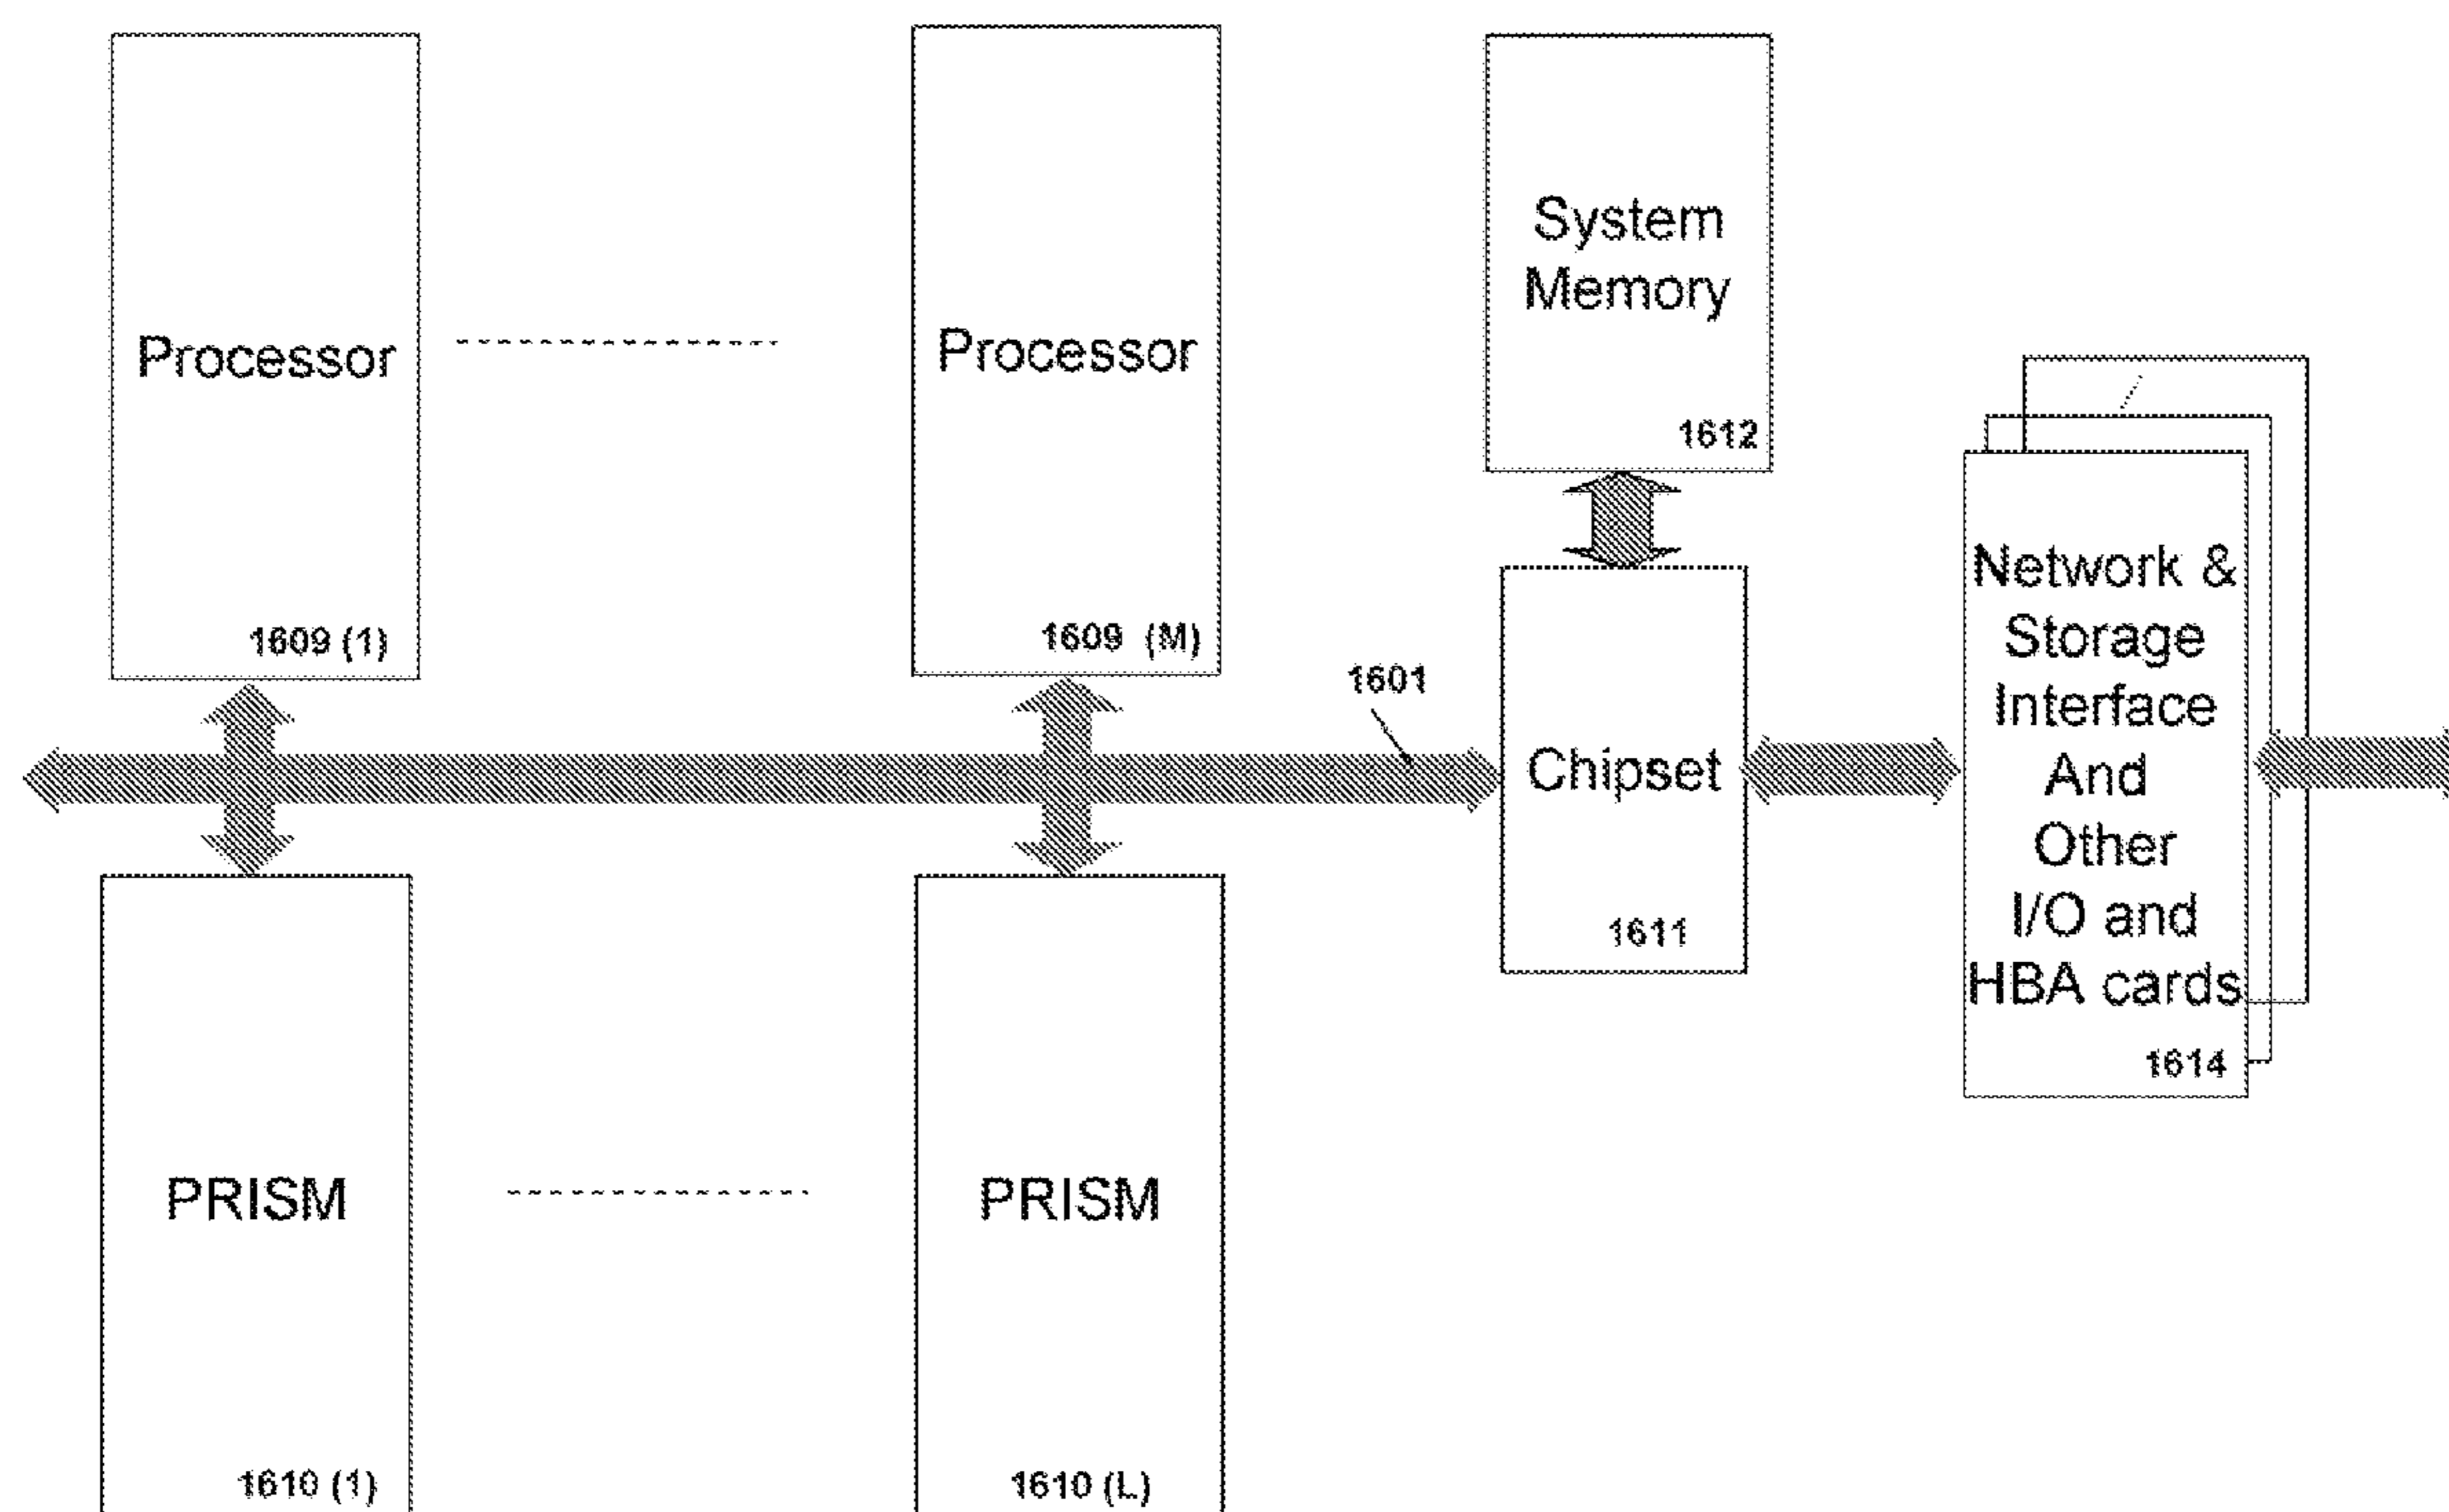 Processor
1609 (1)
Processor
1609 (M)
System
Memory
1612
1601
Chipset
1611
Network &
Storage
Interface
And
Other
I/O and
HBA cards
1614
PRISM
1610 (1)
PRISM
1610 (L)